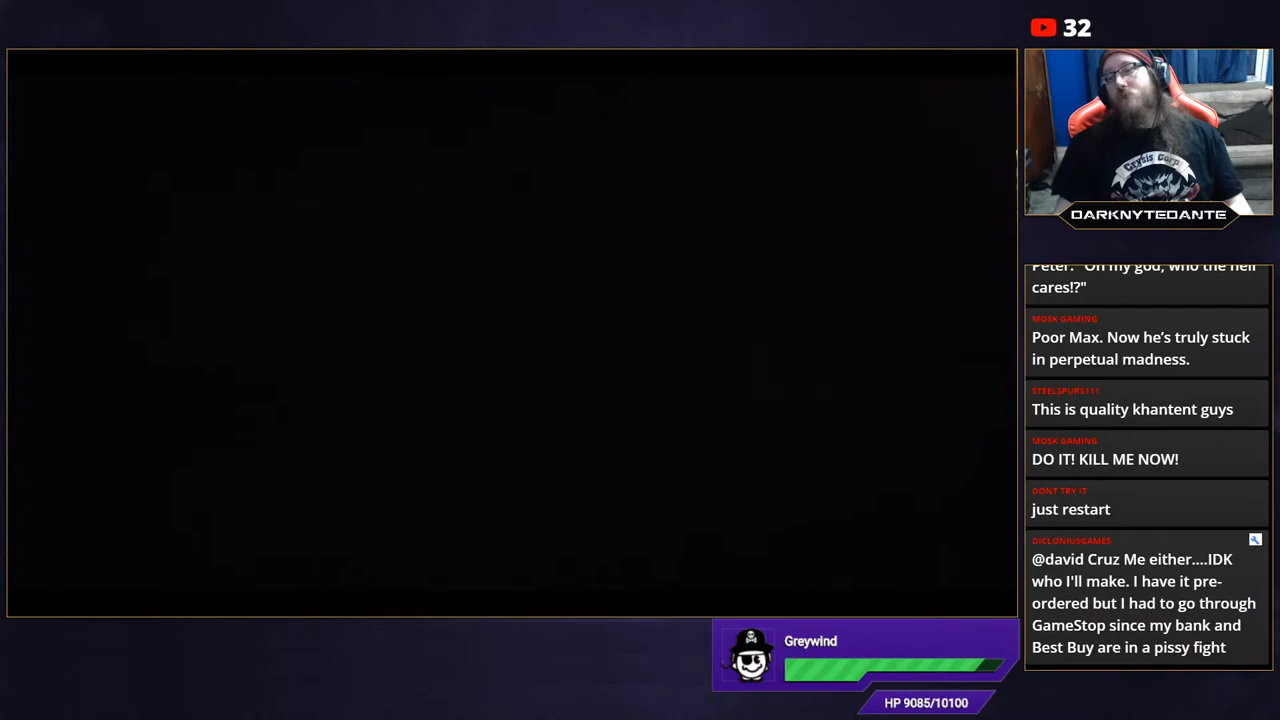 32
Crysis Corp
DARKNYTEDANTE
Peter: "Oh my god, who the hell
cares!?"
MOSK GAMING
Poor Max. Now he's truly stuck
in perpetual madness.
STEELSPURS111
This is quality khantent guys
MOSK GAMING
DO IT! KILL ME NOW!
DONT TRY IT
just restart
DICLONIUSGAMES
@david Cruz Me either....IDK
who I'll make. I have it pre-
ordered but I had to go through
GameStop since my bank and
Best Buy are in a pissy fight
Greywind
HP 9085/10100